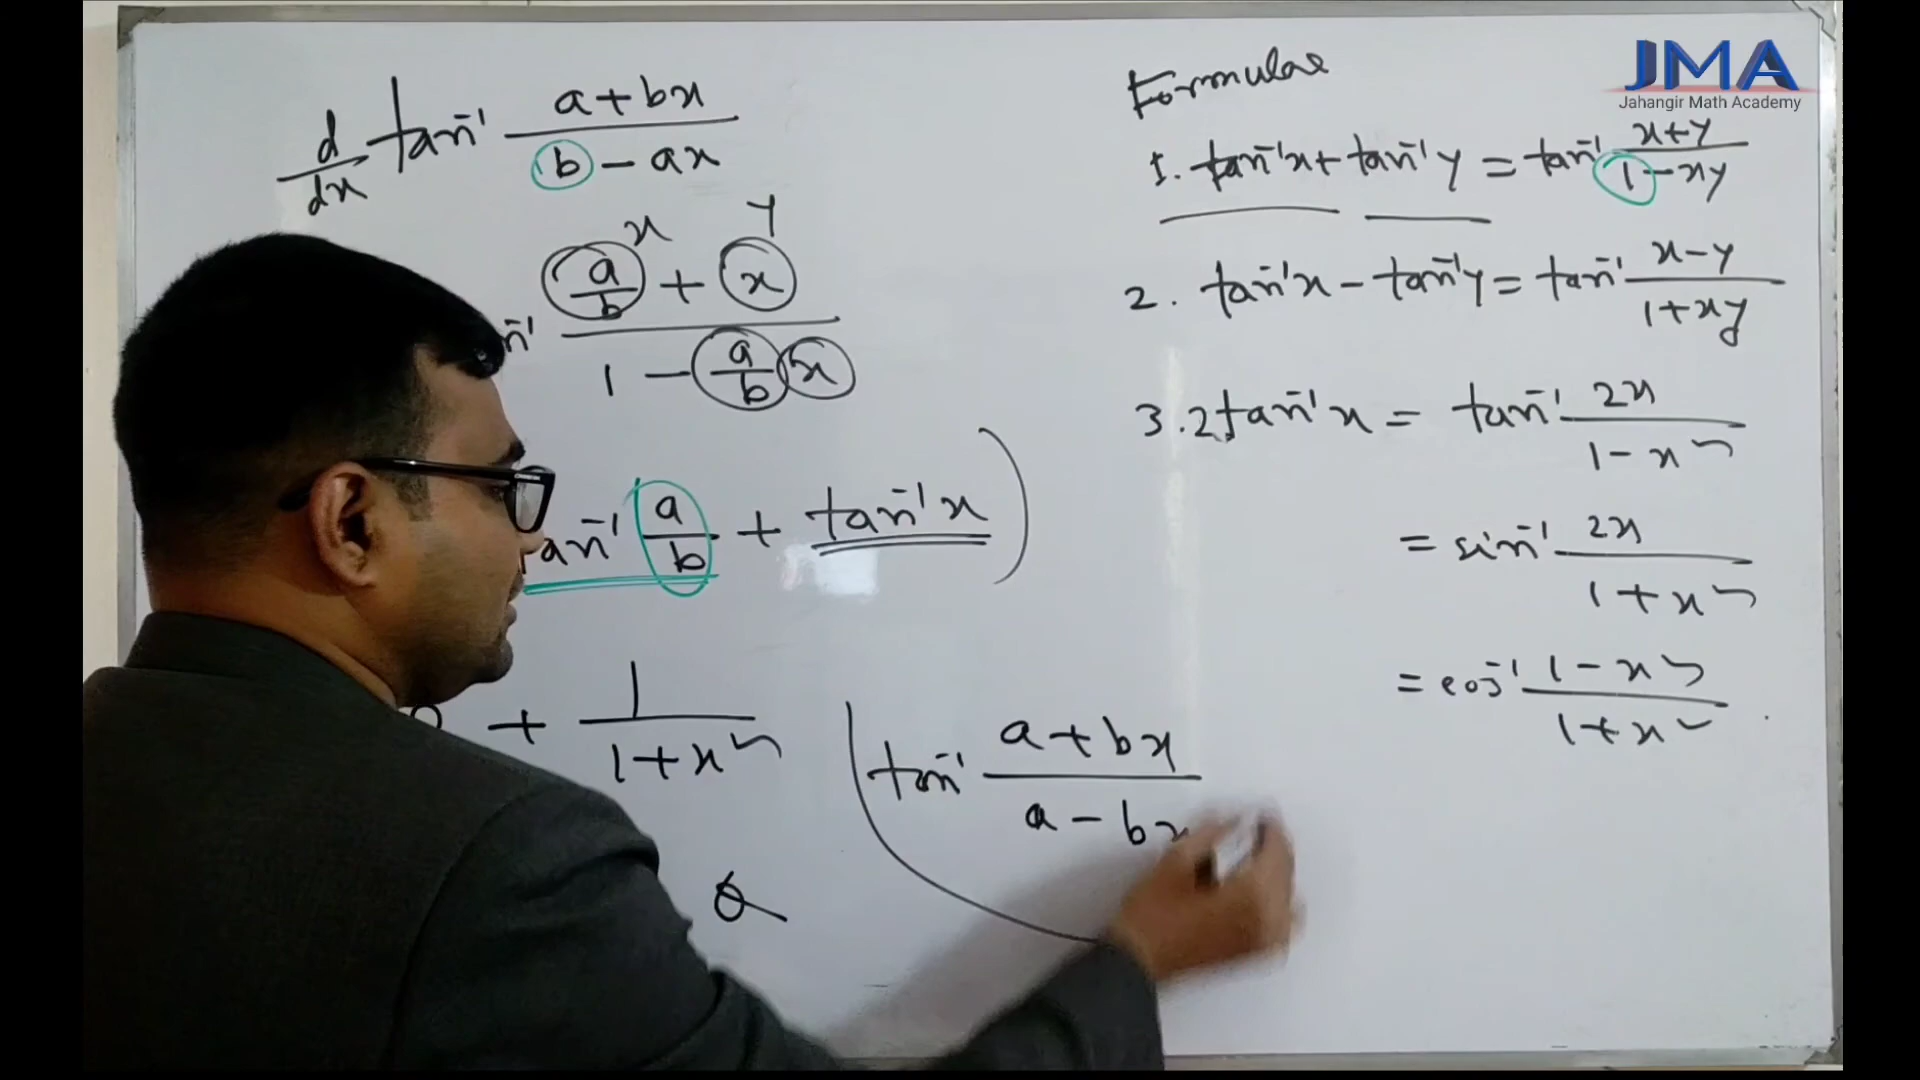 d/dx tan⁻¹ (a+bx)/(b-ax)
x y
n⁻¹ (a/b + x)/(1 - a/b x)
tan⁻¹ a/b + tan⁻¹x)
+ 1/(1+x²)
tan⁻¹ (a+bx)/(a-bx
Formulae
1. tan⁻¹x+tan⁻¹y = tan⁻¹ (x+y)/(1-xy)
2. tan⁻¹x - tan⁻¹y = tan⁻¹ (x-y)/(1+xy)
3. 2tan⁻¹x = tan⁻¹ 2x/(1-x²)
= sin⁻¹ 2x/(1+x²)
= cos⁻¹ (1-x²)/(1+x²)
JMA
Jahangir Math Academy